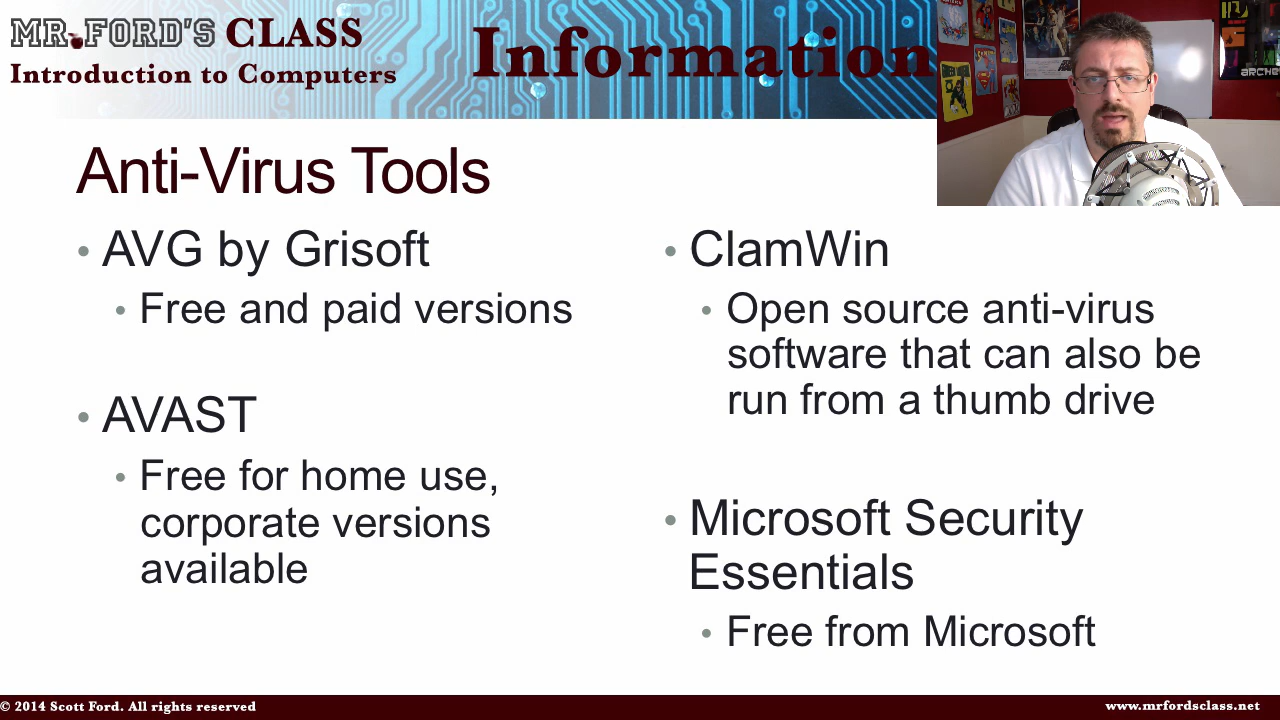 MR. FORD'S CLASS
Introduction to Computers
Information
ARCHE
Anti-Virus Tools
• AVG by Grisoft
• Free and paid versions
• AVAST
• Free for home use,
corporate versions
available
• ClamWin
• Open source anti-virus
software that can also be
run from a thumb drive
• Microsoft Security
Essentials
• Free from Microsoft
© 2014 Scott Ford. All rights reserved
www.mrfordsclass.net